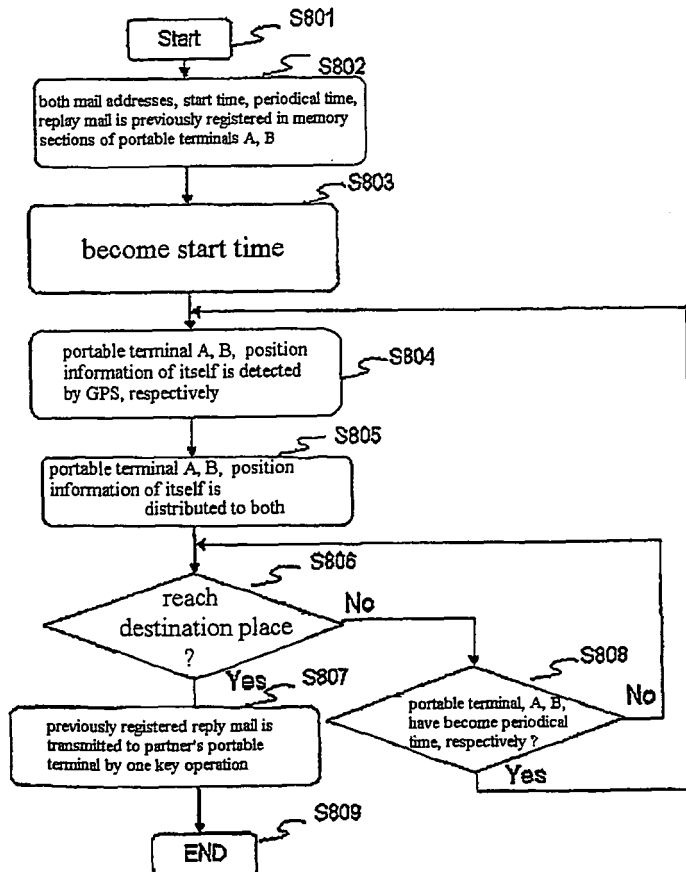 S801
Start
S802
both mail addresses, start time, periodical time,
replay mail is previously registered in memory
sections of portable terminals A, B
S803
become start time
S804
portable terminal A, B, position
information of itself is detected
by GPS, respectively
S805
portable terminal A, B, position
information of itself is
distributed to both
S806
reach
destination place
?
No
Yes
S807
previously registered reply mail is
transmitted to partner's portable
terminal by one key operation
S808
portable terminal, A, B,
have become periodical
time, respectively ?
No
Yes
S809
END